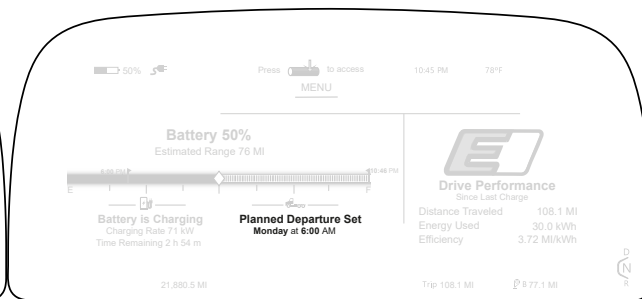 50%
Press to access
10:45 PM
78°F
MENU
Battery 50%
Estimated Range 76 MI
E
F
Battery is Charging
Charging Rate 71 kW
Time Remaining 2 h 54 m
Planned Departure Set
Monday at 6:00 AM
E
Drive Performance
Since Last Charge
Distance Traveled 108.1 MI
Energy Used 30.0 kWh
Efficiency 3.72 MI/kWh
21,880.5 MI
Trip 108.1 MI
B 77.1 MI
D
N
R